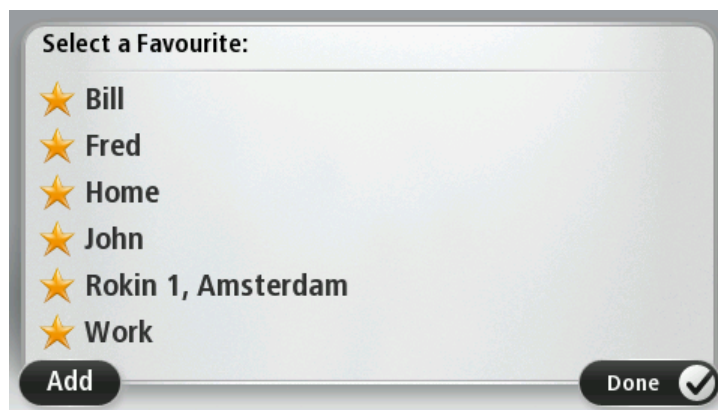 Select a Favourite:
Bill
Fred
Home
John
Rokin 1, Amsterdam
Work
Add
Done